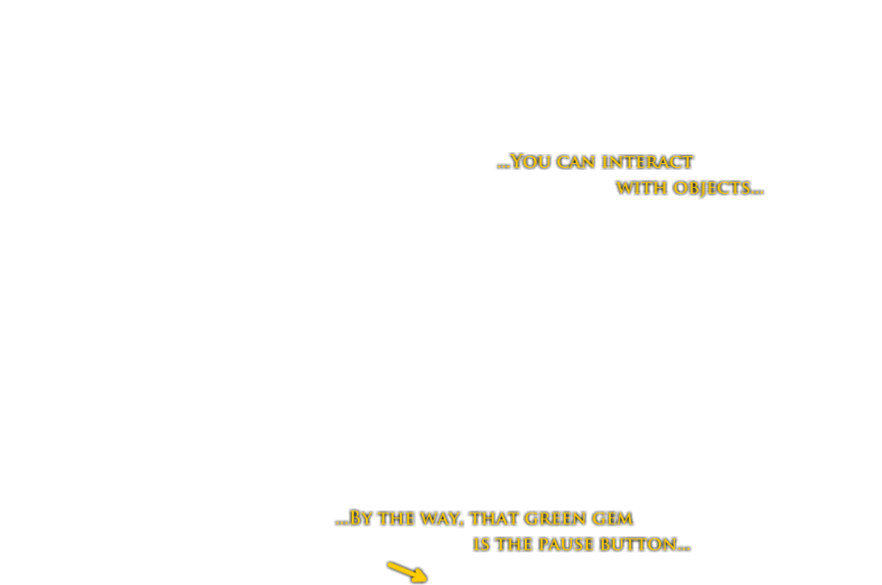 ...You can interact
with objects...
...By the way, that green gem
is the pause button...